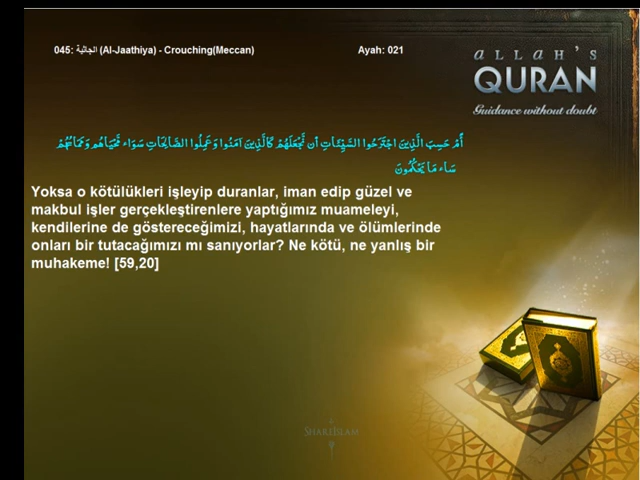 045: الجاثية (Al-Jaathiya) - Crouching(Meccan) Ayah: 021
ALLAH'S
QURAN
Guidance without doubt
أَمْ حَسِبَ الَّذِينَ اجْتَرَحُوا السَّيِّئَاتِ أَن نَّجْعَلَهُمْ كَالَّذِينَ آمَنُوا وَعَمِلُوا الصَّالِحَاتِ سَوَاء مَّحْيَاهُم وَمَمَاتُهُمْ
سَاء مَا يَحْكُمُونَ
Yoksa o kötülükleri işleyip duranlar, iman edip güzel ve
makbul işler gerçekleştirenlere yaptığımız muameleyi,
kendilerine de göstereceğimizi, hayatlarında ve ölümlerinde
onları bir tutacağımızı mı sanıyorlar? Ne kötü, ne yanlış bir
muhakeme! [59,20]
SHAREISLAM